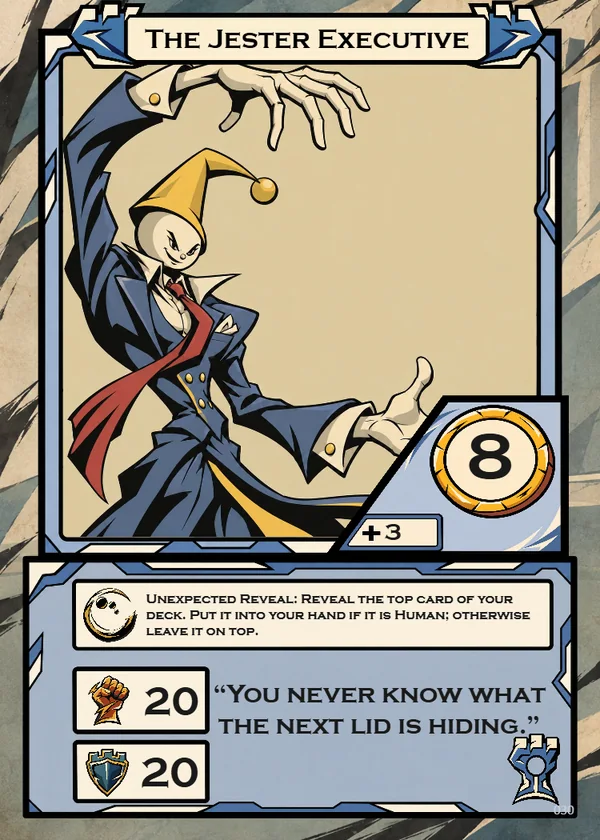 The Jester Executive
8
+3
Unexpected Reveal: Reveal the top card of your
deck. Put it into your hand if it is Human; otherwise
leave it on top.
20
“You never know what
the next lid is hiding.”
20
030